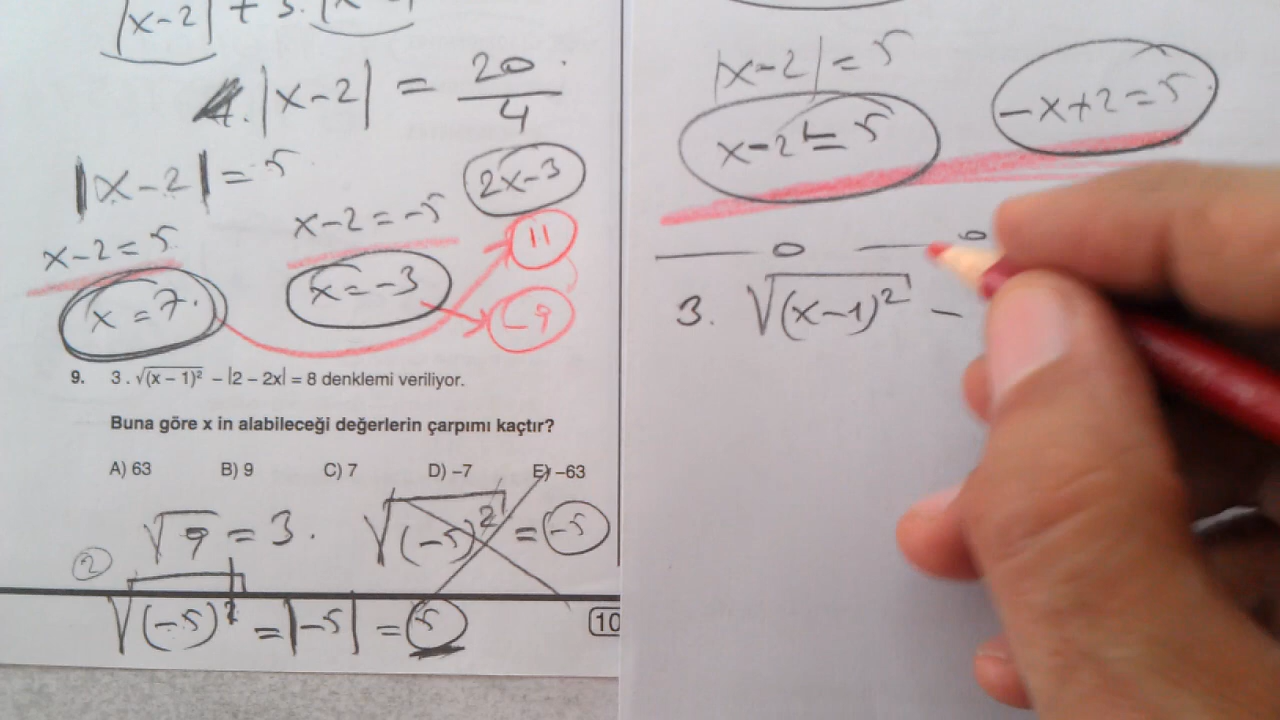 |x-2| + 3.
4.|x-2| = 20/4
|x-2| = 5
2x-3
x-2=5
x-2=-5
11
x=7.
x=-3
-9
9. 3 . √(x – 1)² – |2 – 2x| = 8 denklemi veriliyor.
Buna göre x in alabileceği değerlerin çarpımı kaçtır?
A) 63 B) 9 C) 7 D) –7 E) –63
√9 = 3. √(-5)² = -5
2
√(-5)² = |-5| = 5
10
|x-2| = 5
x-2 = 5
-x+2=5
3. √(x-1)² -